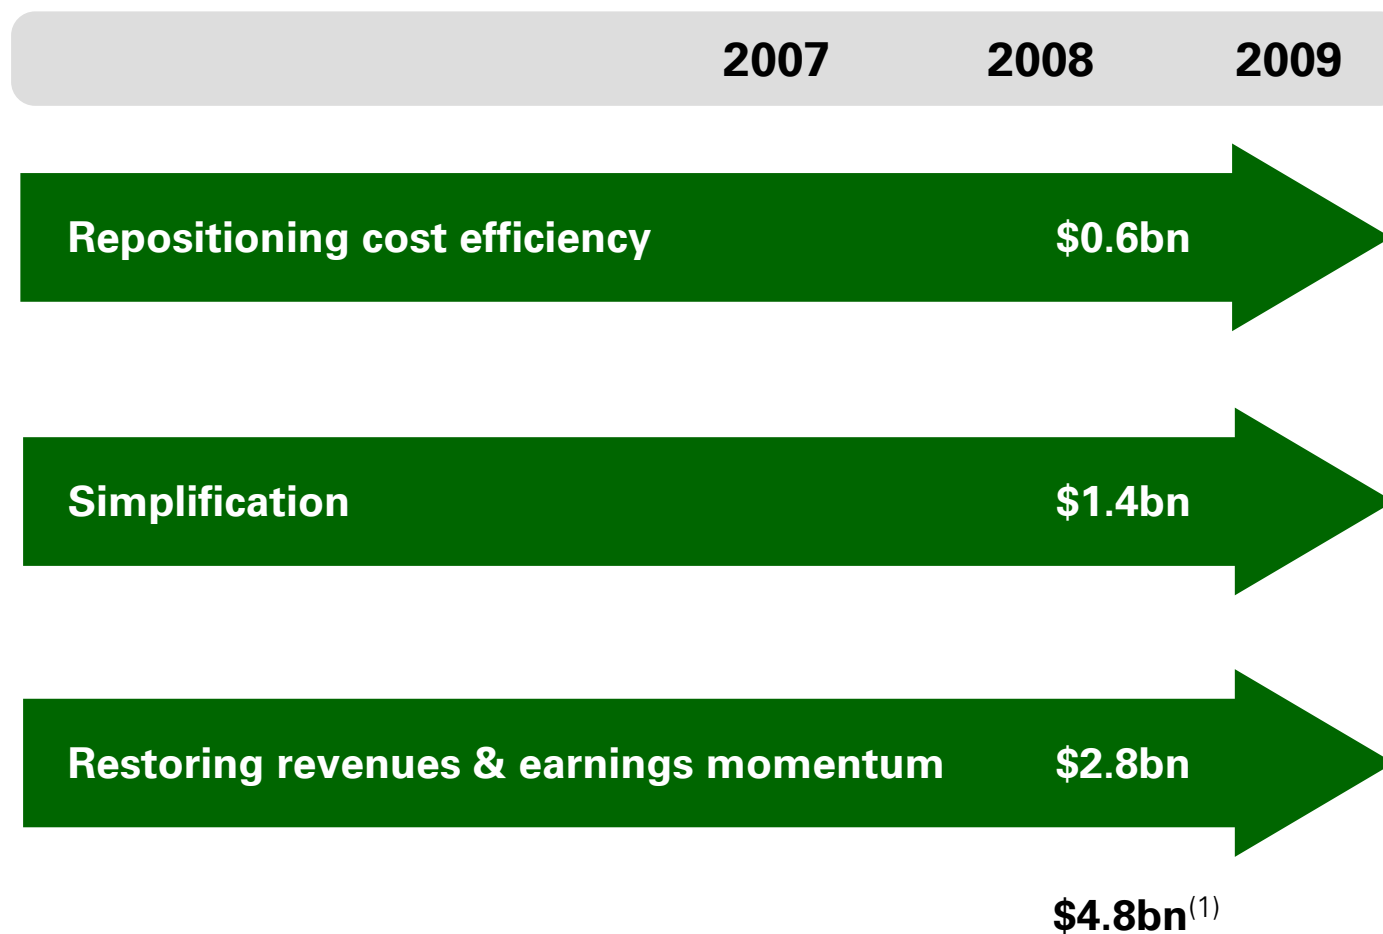 2007 2008 2009
Repositioning cost efficiency $0.6bn
Simplification $1.4bn
Restoring revenues & earnings momentum $2.8bn
$4.8bn(1)